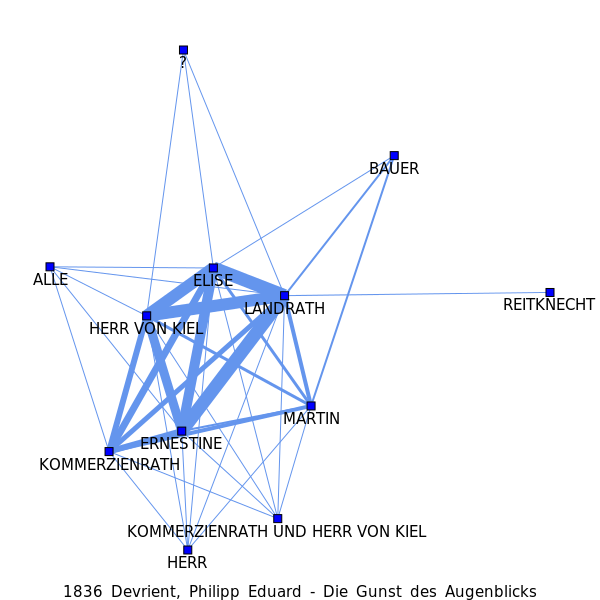 ?
BAUER
ALLE
ELISE
REITKNECHT
LANDRATH
HERR VON KIEL
MARTIN
ERNESTINE
KOMMERZIENRATH
KOMMERZIENRATH UND HERR VON KIEL
HERR
1836 Devrient, Philipp Eduard - Die Gunst des Augenblicks